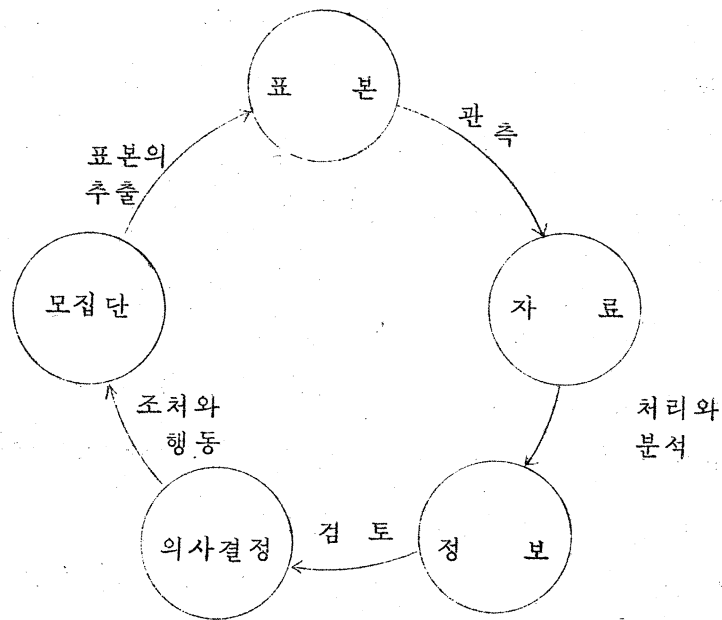 표 본
관 측
표본의
추출
모집단
자 료
조처와
행동
처리와
분석
의사결정
검 토
정 보